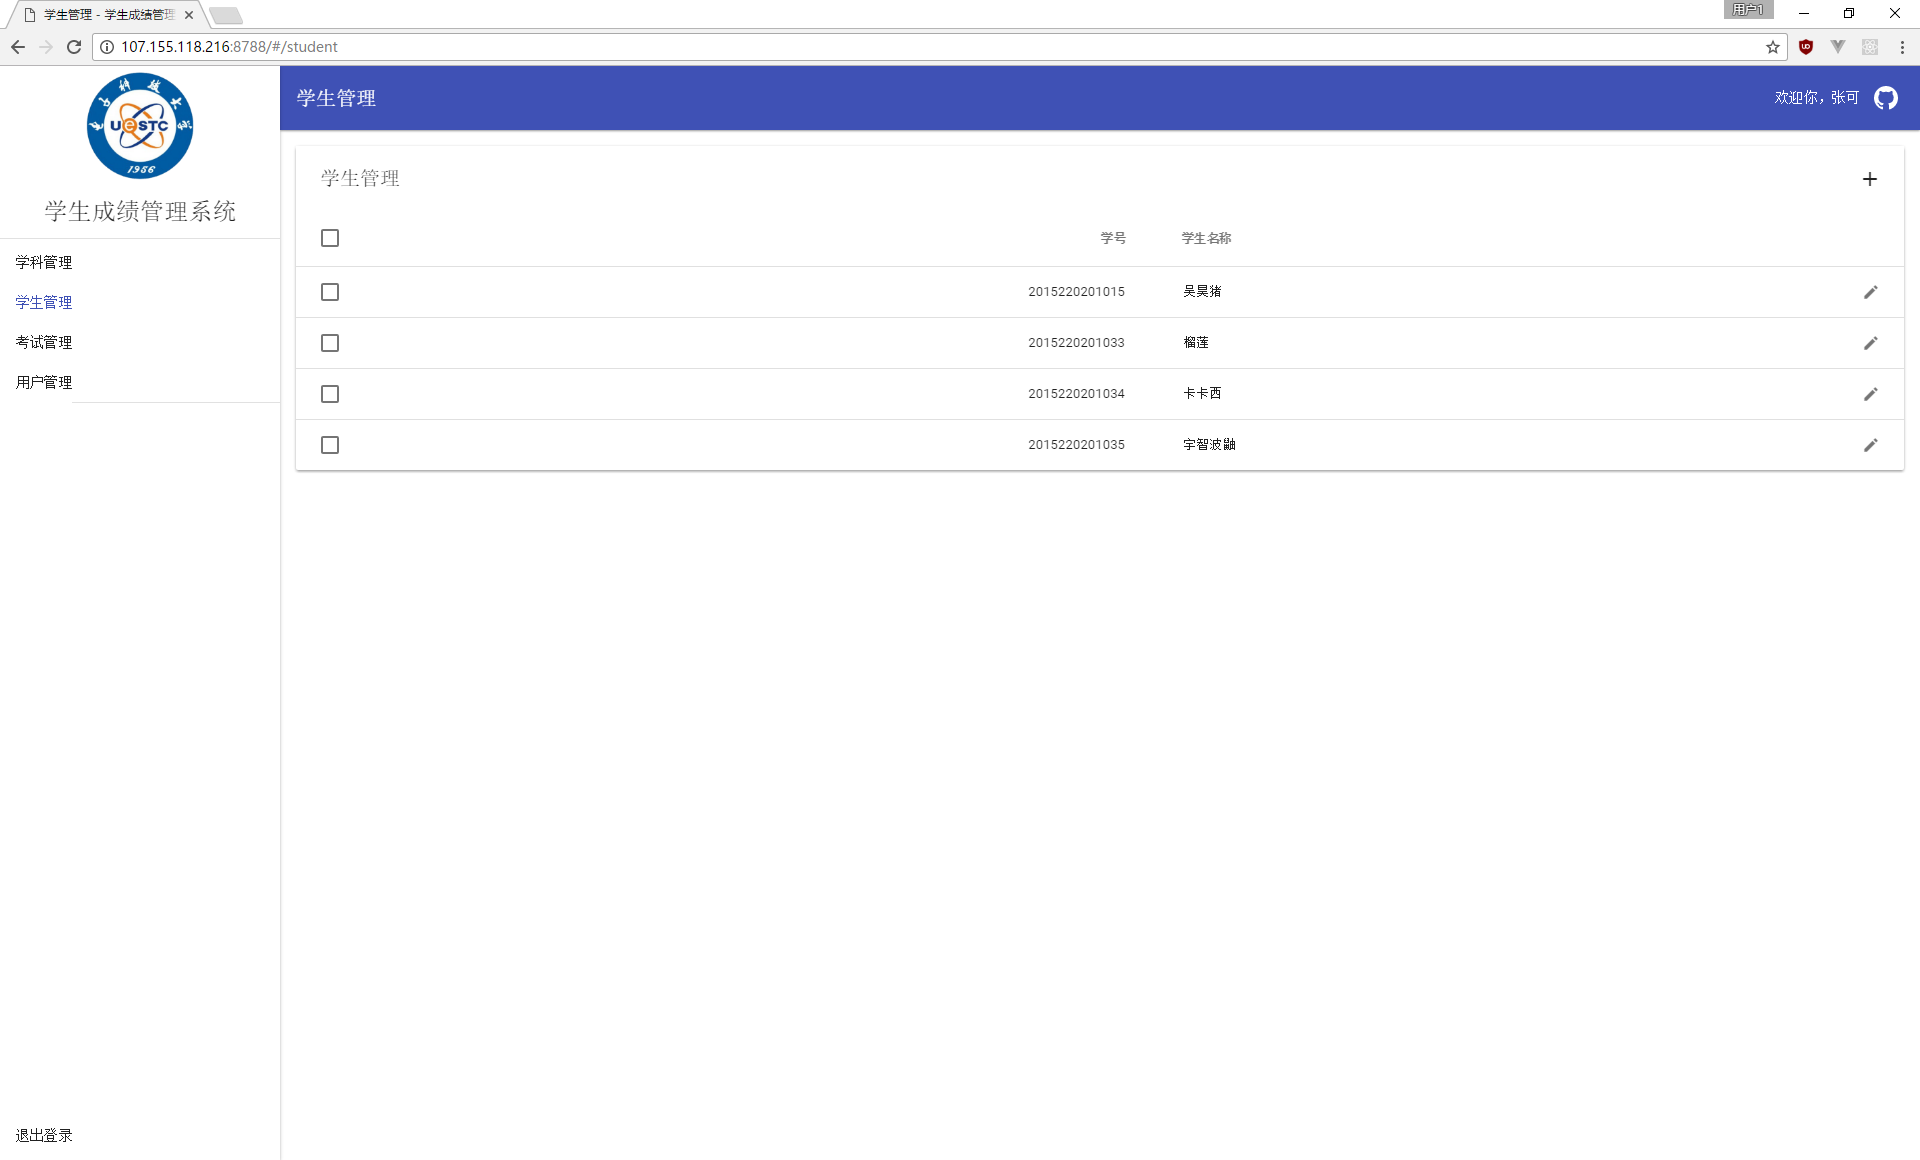 学生管理 - 学生成绩管理
用户1
107.155.118.216:8788/#/student
UESTC
1956
学生成绩管理系统
学科管理
学生管理
考试管理
用户管理
退出登录
学生管理
欢迎你，张可
学生管理
学号 学生名称
2015220201015 吴昊猪
2015220201033 榴莲
2015220201034 卡卡西
2015220201035 宇智波鼬